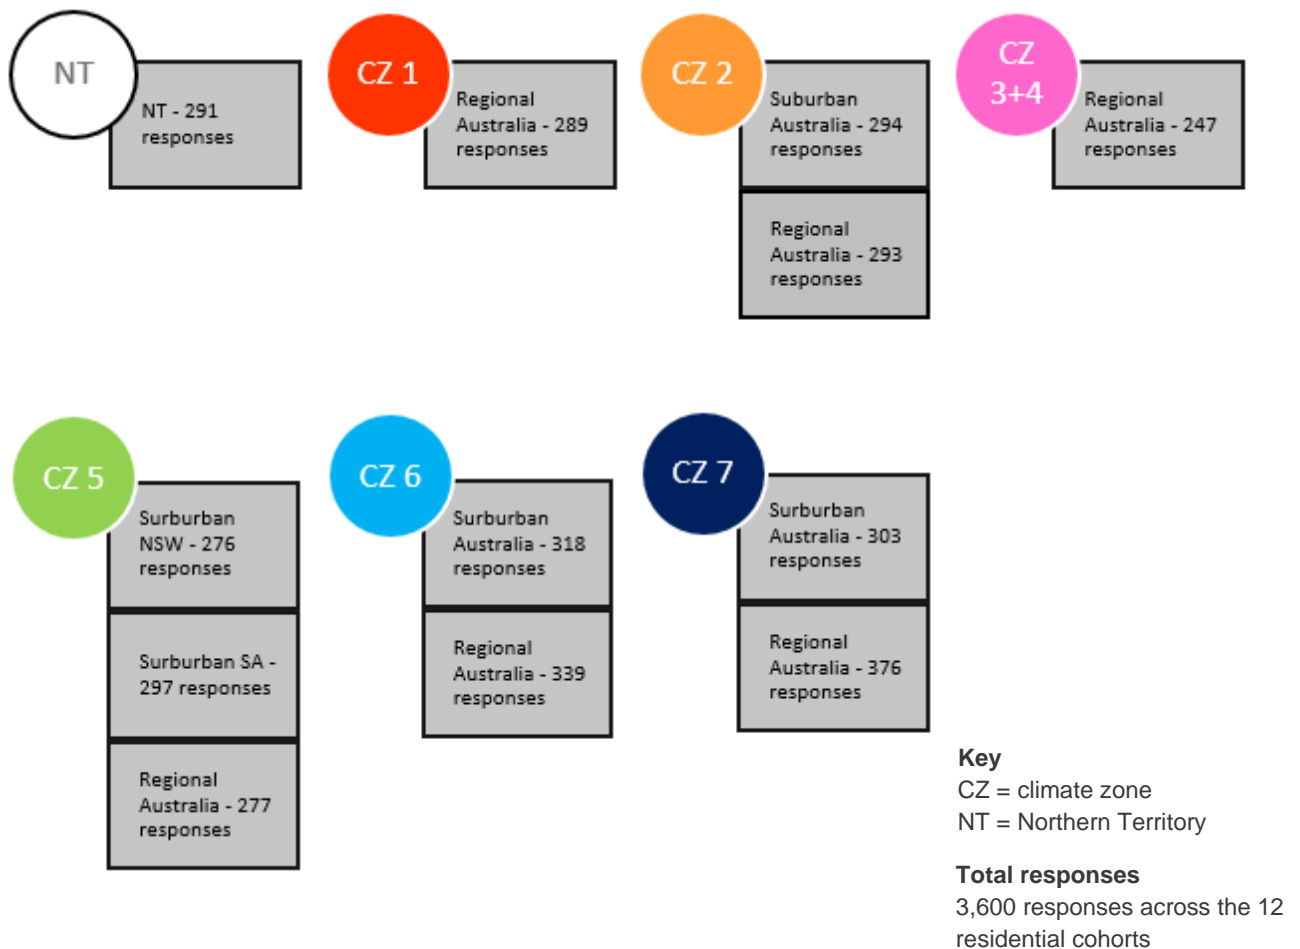 NT
NT - 291
responses
CZ 1
Regional
Australia - 289
responses
CZ 2
Suburban
Australia - 294
responses
Regional
Australia - 293
responses
CZ
3+4
Regional
Australia - 247
responses
CZ 5
Surburban
NSW - 276
responses
Surburban SA -
297 responses
Regional
Australia - 277
responses
CZ 6
Surburban
Australia - 318
responses
Regional
Australia - 339
responses
CZ 7
Surburban
Australia - 303
responses
Regional
Australia - 376
responses
Key
CZ = climate zone
NT = Northern Territory
Total responses
3,600 responses across the 12
residential cohorts